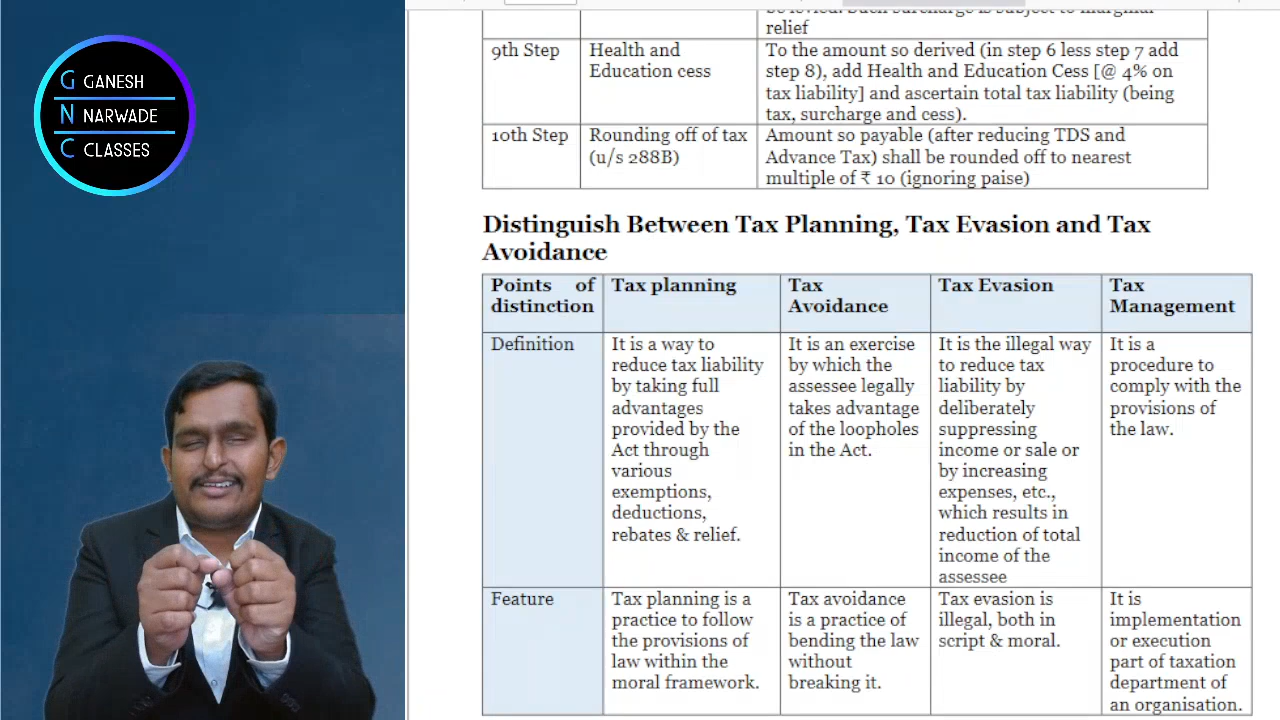 G GANESH
N NARWADE
C CLASSES
be levied. Such surcharge is subject to marginal
relief
9th Step
Health and
Education cess
To the amount so derived (in step 6 less step 7 add
step 8), add Health and Education Cess [@ 4% on
tax liability] and ascertain total tax liability (being
tax, surcharge and cess).
10th Step
Rounding off of tax
(u/s 288B)
Amount so payable (after reducing TDS and
Advance Tax) shall be rounded off to nearest
multiple of ₹ 10 (ignoring paise)
Distinguish Between Tax Planning, Tax Evasion and Tax
Avoidance
Points of
distinction
Tax planning
Tax
Avoidance
Tax Evasion
Tax
Management
Definition
It is a way to
reduce tax liability
by taking full
advantages
provided by the
Act through
various
exemptions,
deductions,
rebates & relief.
It is an exercise
by which the
assessee legally
takes advantage
of the loopholes
in the Act.
It is the illegal way
to reduce tax
liability by
deliberately
suppressing
income or sale or
by increasing
expenses, etc.,
which results in
reduction of total
income of the
assessee
It is a
procedure to
comply with the
provisions of
the law.
Feature
Tax planning is a
practice to follow
the provisions of
law within the
moral framework.
Tax avoidance
is a practice of
bending the law
without
breaking it.
Tax evasion is
illegal, both in
script & moral.
It is
implementation
or execution
part of taxation
department of
an organisation.